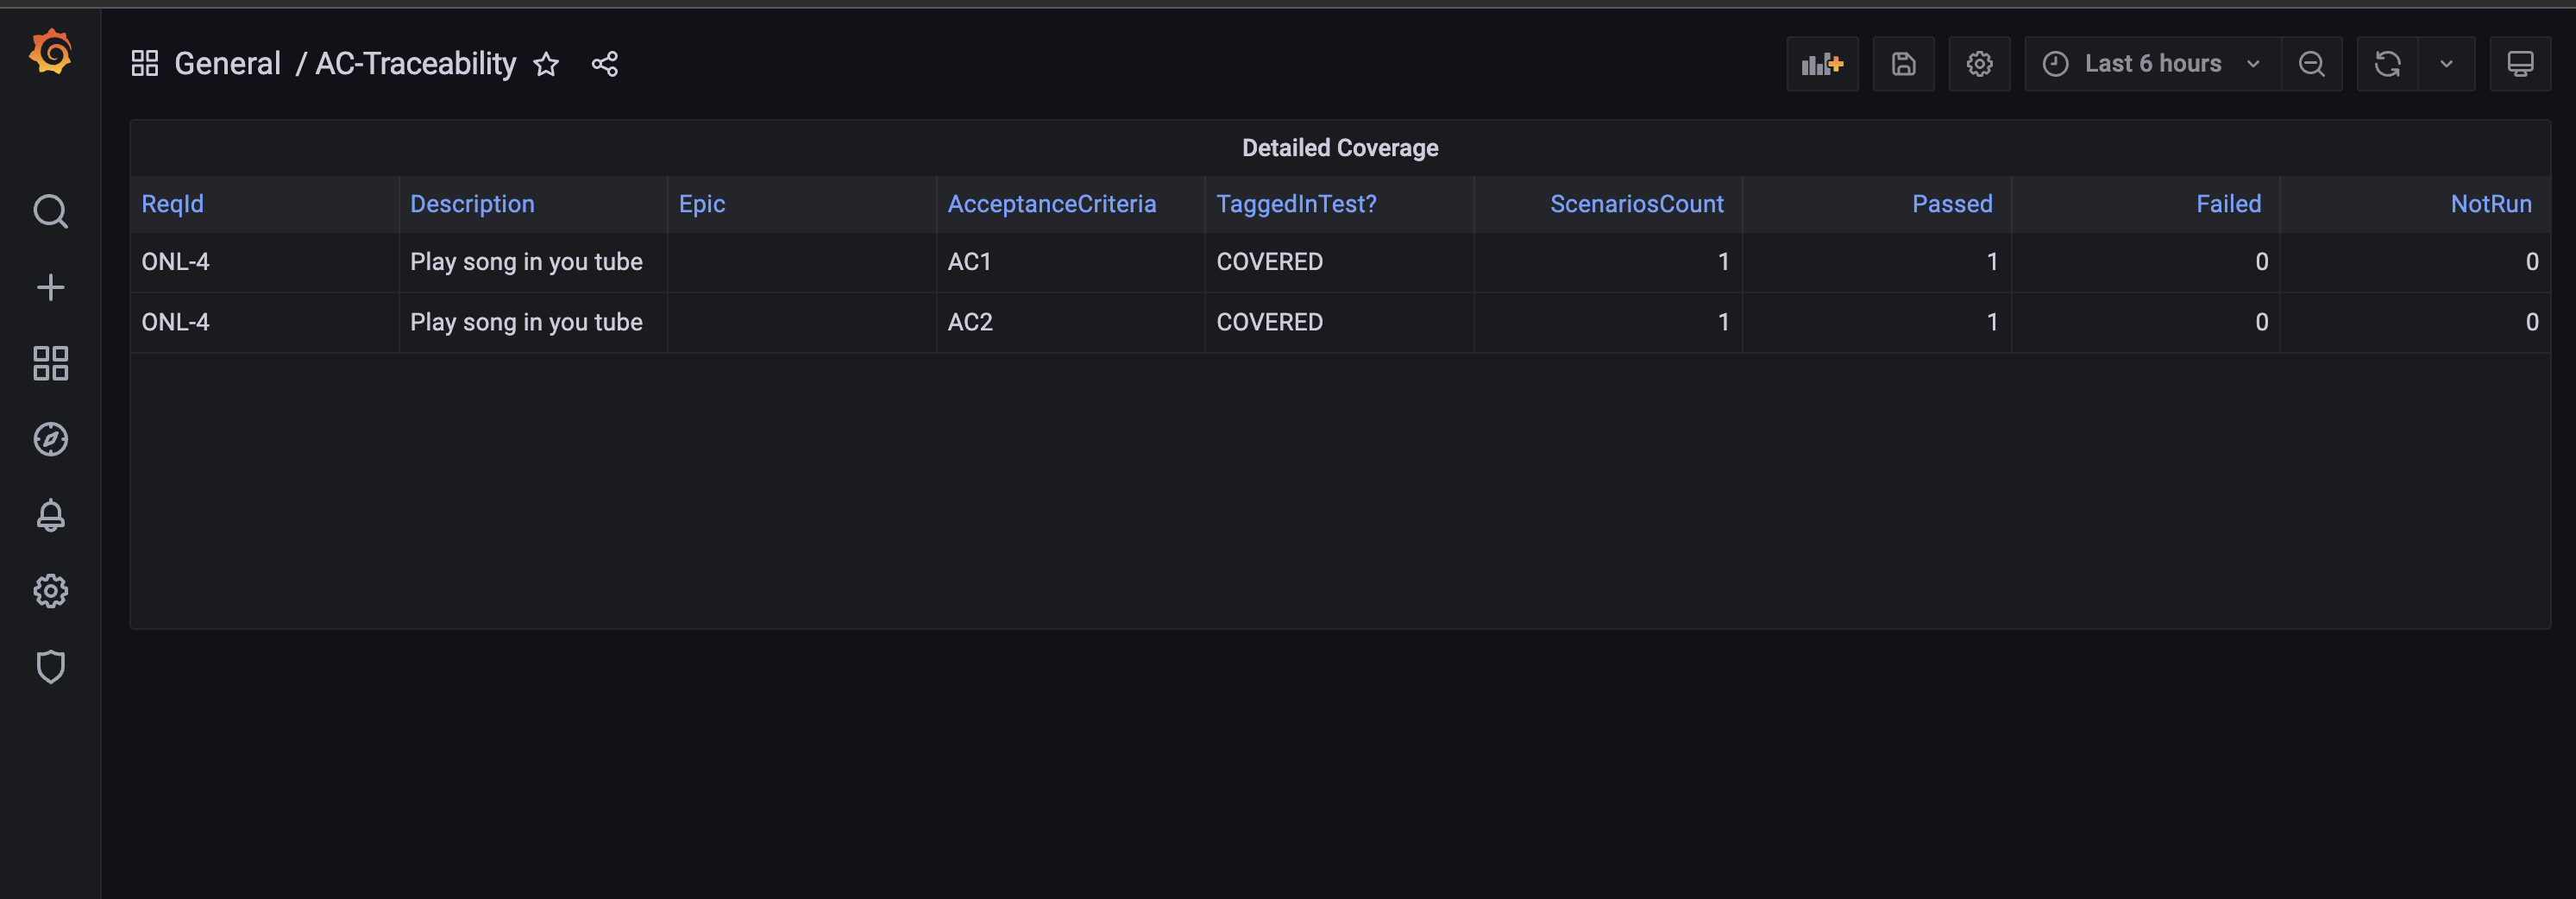 General / AC-Traceability
Last 6 hours
Detailed Coverage
ReqId Description Epic AcceptanceCriteria TaggedInTest? ScenariosCount Passed Failed NotRun
ONL-4 Play song in you tube AC1 COVERED 1 1 0 0
ONL-4 Play song in you tube AC2 COVERED 1 1 0 0